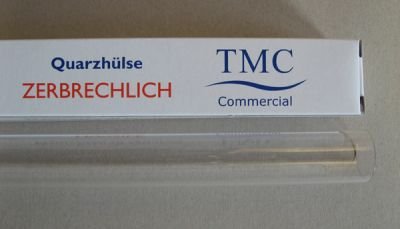 Quarzhülse
ZERBRECHLICH
TMC
Commercial